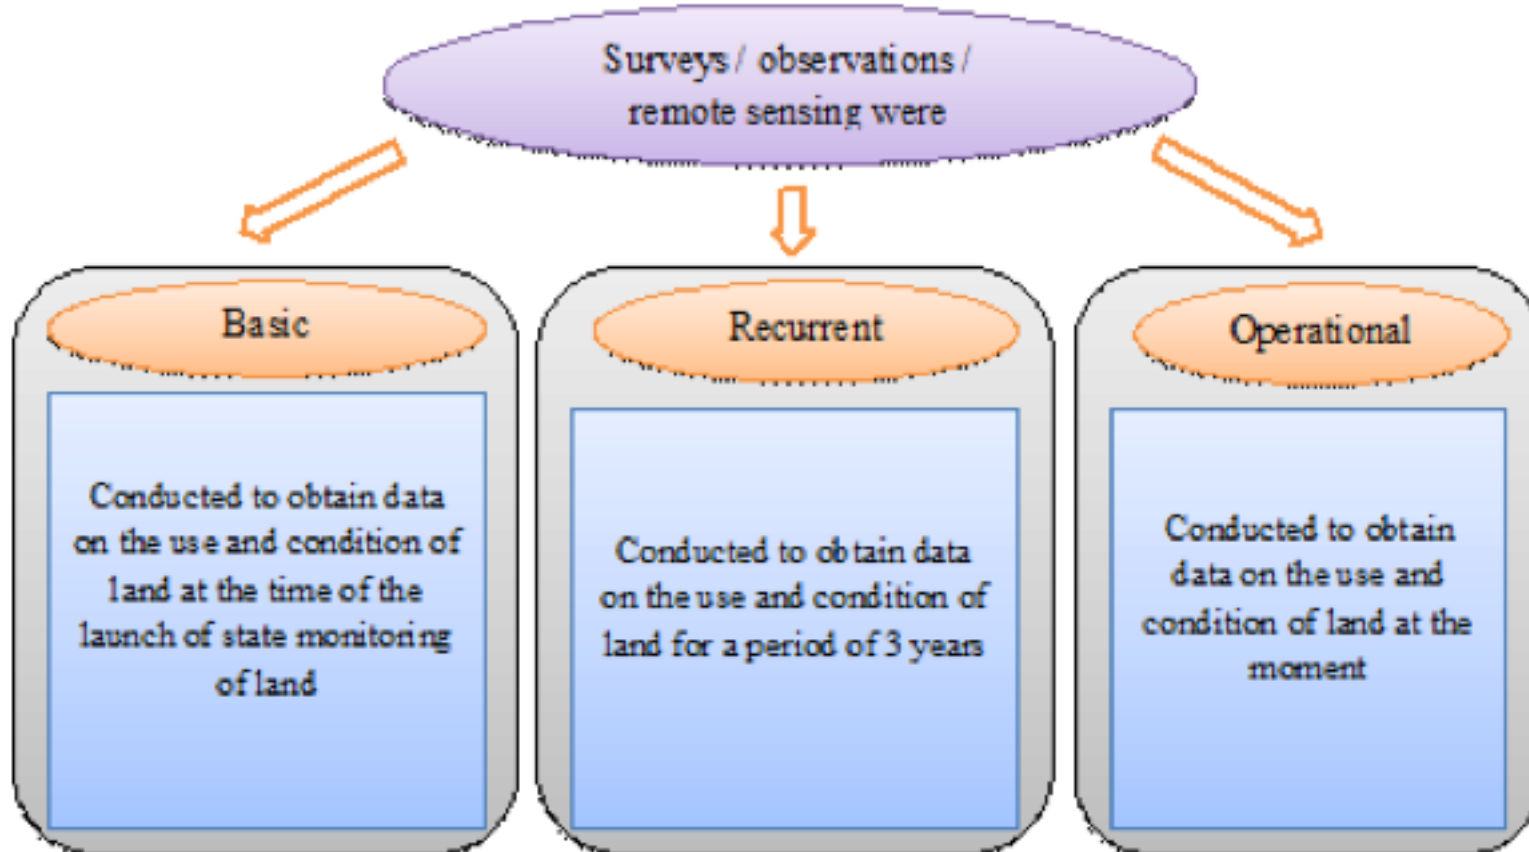 Surveys / observations /
remote sensing were
Basic
Conducted to obtain data
on the use and condition of
land at the time of the
launch of state monitoring
of land
Recurrent
Conducted to obtain data
on the use and condition of
land for a period of 3 years
Operational
Conducted to obtain
data on the use and
condition of land at the
moment